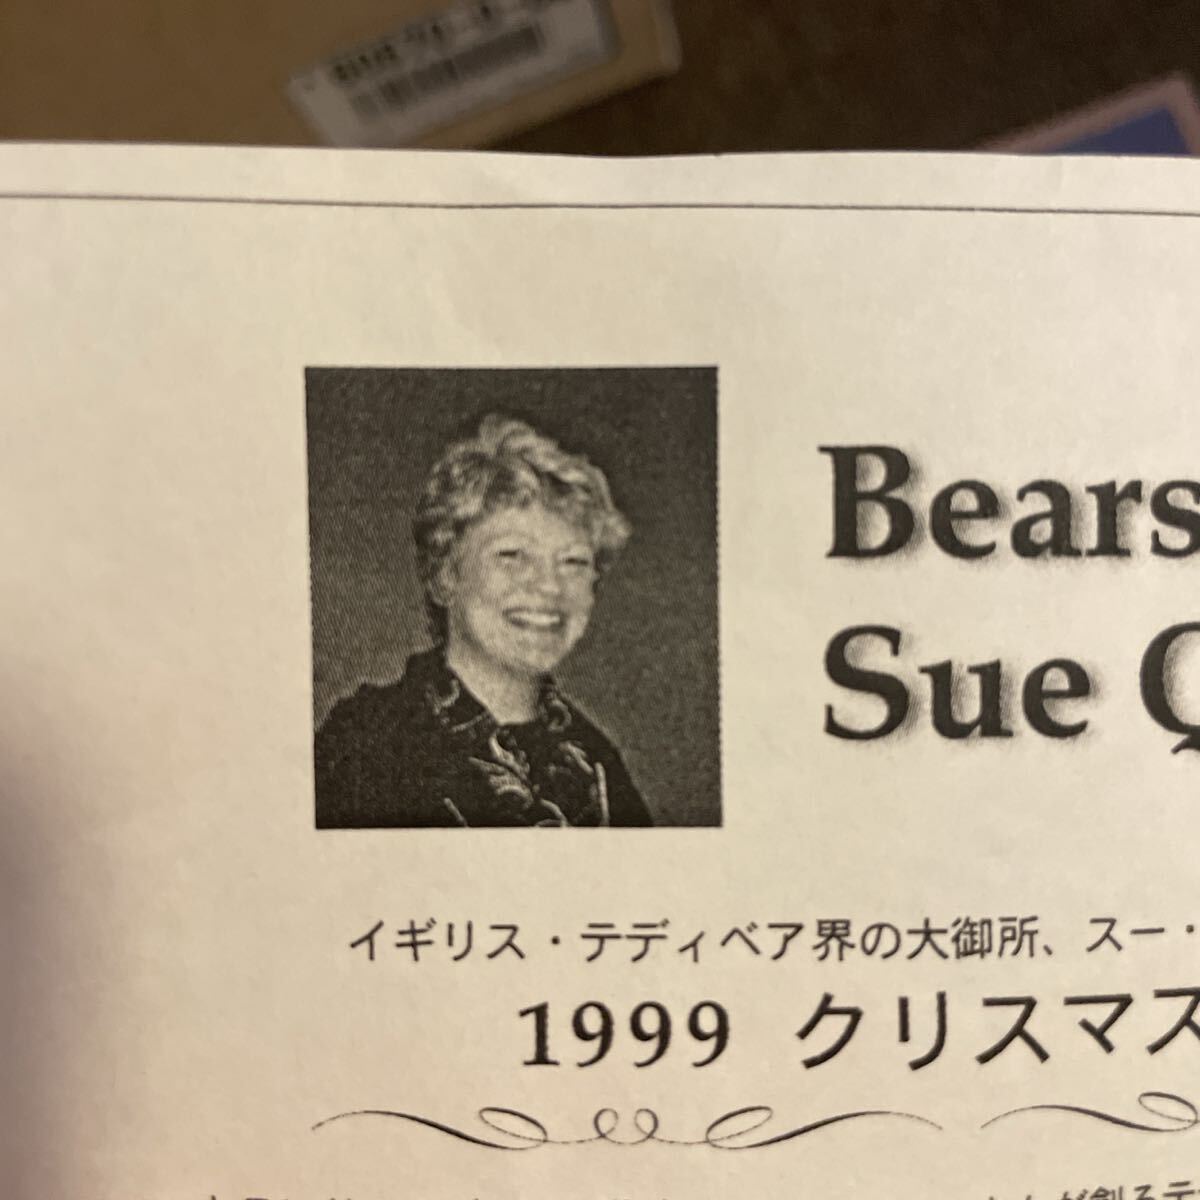 Bears
Sue Q
イギリス・テディベア界の大御所、スー・
1999 クリスマス